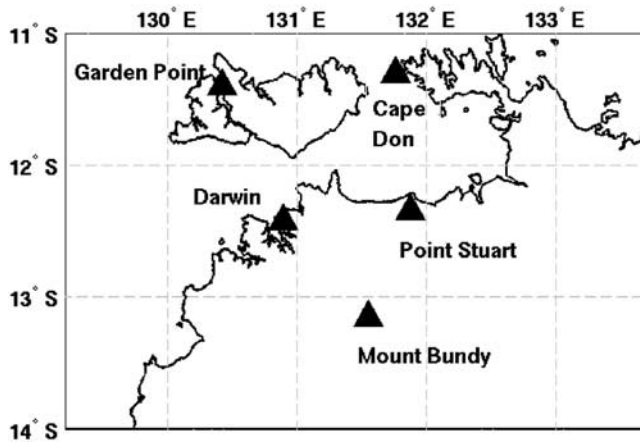 130° E 131° E 132° E 133° E
11° S
Garden Point
Cape
Don
12° S
Darwin
Point Stuart
13° S
Mount Bundy
14° S